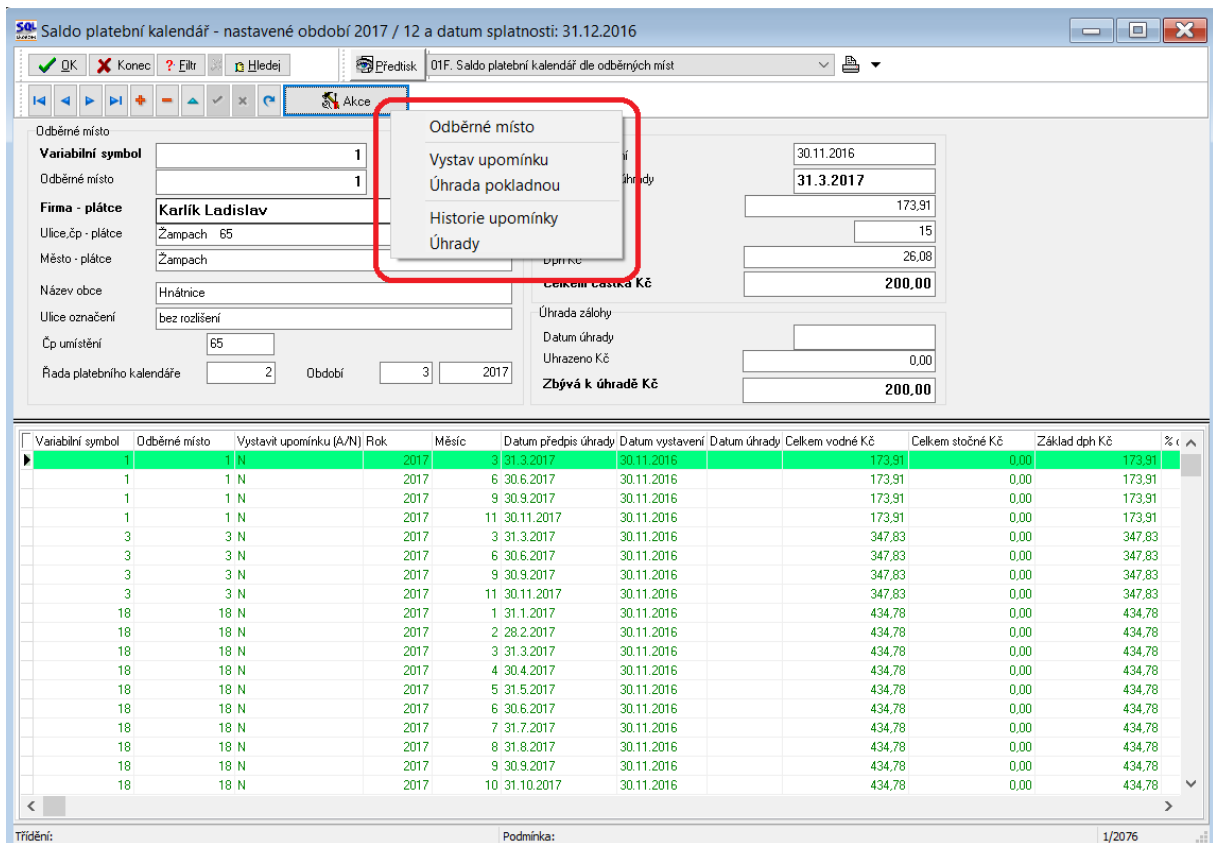 Saldo platební kalendář - nastavené období 2017 / 12 a datum splatnosti: 31.12.2016
OK Konec ? Filtr Hledej Předtisk 01F. Saldo platební kalendář dle odběrných míst
Akce
Odběrné místo
Vystav upomínku
Úhrada pokladnou
Historie upomínky
Úhrady
Odběrné místo
Variabilní symbol 1
Odběrné místo 1
Firma - plátce Karlík Ladislav
Ulice,čp - plátce Žampach 65
Město - plátce Žampach
Název obce Hnátnice
Ulice označení bez rozlišení
Čp umístění 65
Řada platebního kalendáře 2 Období 3 2017
30.11.2016
31.3.2017
173,91
15
Dph Kč 26,08
Celkem částka Kč 200,00
Úhrada zálohy
Datum úhrady
Uhrazeno Kč 0,00
Zbývá k úhradě Kč 200,00
Variabilní symbol Odběrné místo Vystavit upomínku (A/N) Rok Měsíc Datum předpis úhrady Datum vystavení Datum úhrady Celkem vodné Kč Celkem stočné Kč Základ dph Kč %
1 1 N 2017 3 31.3.2017 30.11.2016 173,91 0,00 173,91
1 1 N 2017 6 30.6.2017 30.11.2016 173,91 0,00 173,91
1 1 N 2017 9 30.9.2017 30.11.2016 173,91 0,00 173,91
1 1 N 2017 11 30.11.2017 30.11.2016 173,91 0,00 173,91
3 3 N 2017 3 31.3.2017 30.11.2016 347,83 0,00 347,83
3 3 N 2017 6 30.6.2017 30.11.2016 347,83 0,00 347,83
3 3 N 2017 9 30.9.2017 30.11.2016 347,83 0,00 347,83
3 3 N 2017 11 30.11.2017 30.11.2016 347,83 0,00 347,83
18 18 N 2017 1 31.1.2017 30.11.2016 434,78 0,00 434,78
18 18 N 2017 2 28.2.2017 30.11.2016 434,78 0,00 434,78
18 18 N 2017 3 31.3.2017 30.11.2016 434,78 0,00 434,78
18 18 N 2017 4 30.4.2017 30.11.2016 434,78 0,00 434,78
18 18 N 2017 5 31.5.2017 30.11.2016 434,78 0,00 434,78
18 18 N 2017 6 30.6.2017 30.11.2016 434,78 0,00 434,78
18 18 N 2017 7 31.7.2017 30.11.2016 434,78 0,00 434,78
18 18 N 2017 8 31.8.2017 30.11.2016 434,78 0,00 434,78
18 18 N 2017 9 30.9.2017 30.11.2016 434,78 0,00 434,78
18 18 N 2017 10 31.10.2017 30.11.2016 434,78 0,00 434,78
Třídění: Podmínka: 1/2076